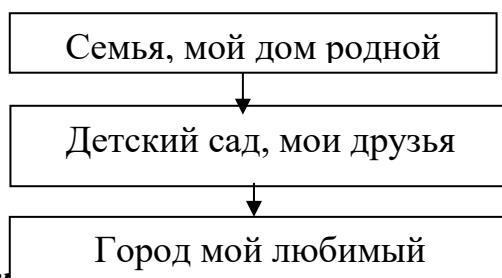 Семья, мой дом родной
Детский сад, мои друзья
Город мой любимый